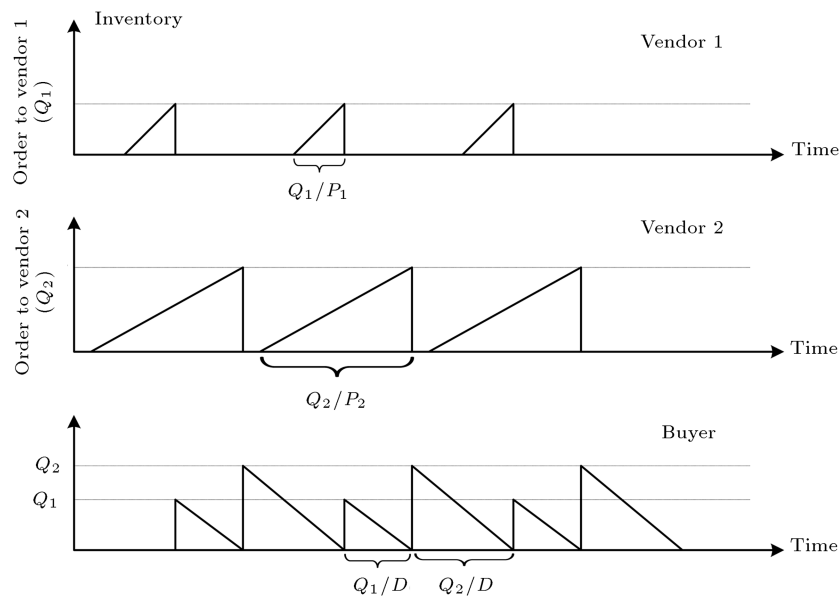 Inventory
Vendor 1
Order to vendor 1
(Q1)
Time
Q1/P1
Vendor 2
Order to vendor 2
(Q2)
Time
Q2/P2
Buyer
Q2
Q1
Time
Q1/D
Q2/D